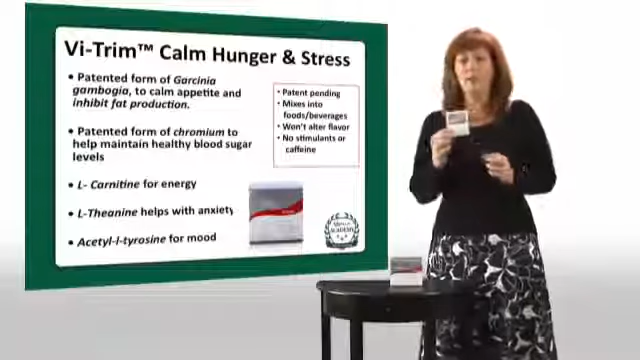 Vi-Trim™ Calm Hunger & Stress
• Patented form of Garcinia
gambogia, to calm appetite and
inhibit fat production.
• Patented form of chromium to
help maintain healthy blood sugar
levels
• L- Carnitine for energy
• L-Theanine helps with anxiety
• Acetyl-l-tyrosine for mood
• Patent pending
• Mixes into
foods/beverages
• Won't alter flavor
• No stimulants or
caffeine
ACADEMY